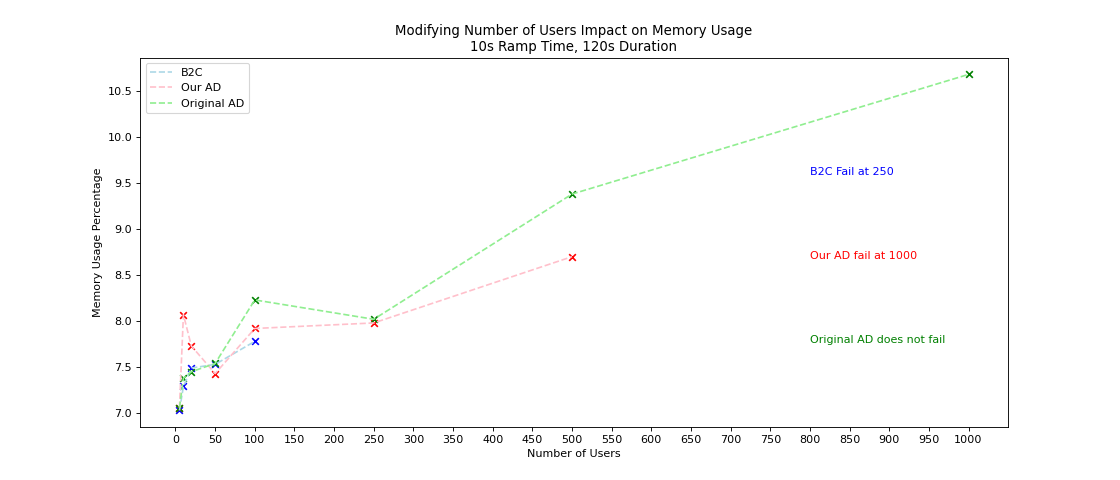 Modifying Number of Users Impact on Memory Usage
10s Ramp Time, 120s Duration
B2C
Our AD
Original AD
10.5
10.0
9.5
9.0
8.5
8.0
7.5
7.0
Memory Usage Percentage
B2C Fail at 250
Our AD fail at 1000
Original AD does not fail
0 50 100 150 200 250 300 350 400 450 500 550 600 650 700 750 800 850 900 950 1000
Number of Users